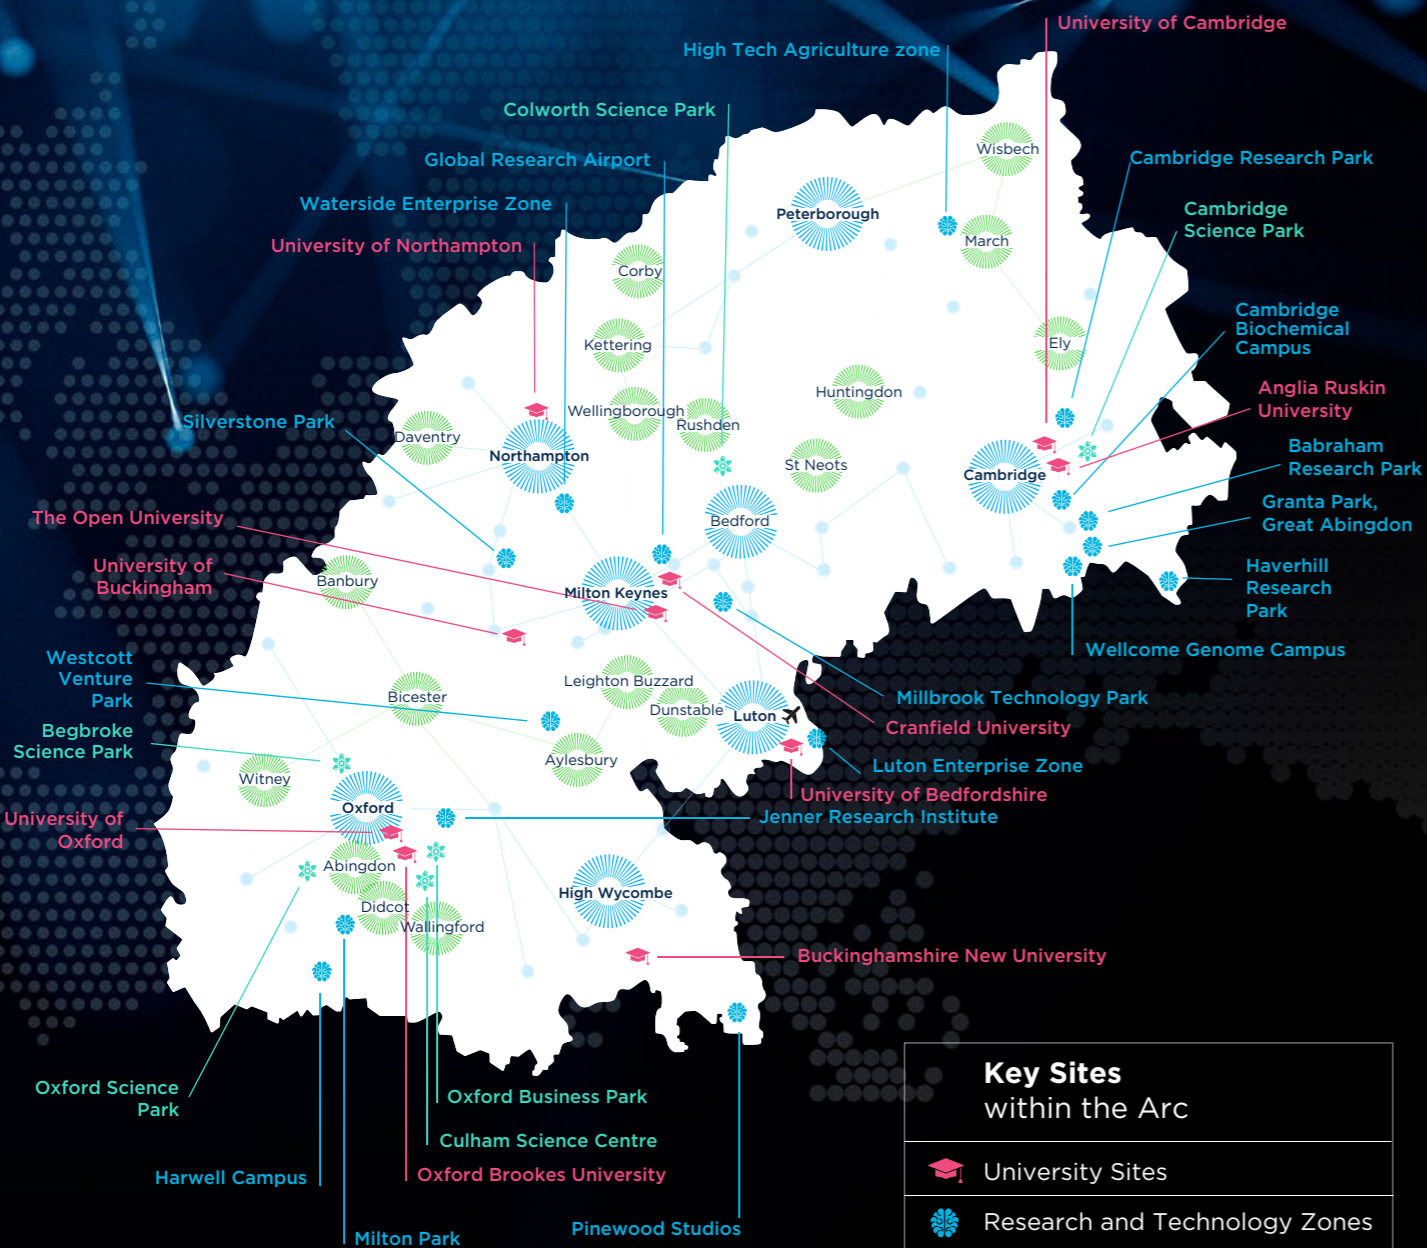 University of Cambridge
High Tech Agriculture zone
Colworth Science Park
Wisbech
Global Research Airport
Cambridge Research Park
Waterside Enterprise Zone
Peterborough
Cambridge
Science Park
University of Northampton
March
Corby
Cambridge
Biochemical
Campus
Kettering
Ely
Huntingdon
Anglia Ruskin
University
Wellingborough
Rushden
Silverstone Park
Daventry
Northampton
St Neots
Cambridge
Babraham
Research Park
The Open University
Bedford
Granta Park,
Great Abingdon
University of
Buckingham
Banbury
Milton Keynes
Haverhill
Research
Park
Wellcome Genome Campus
Westcott
Venture
Park
Leighton Buzzard
Bicester
Millbrook Technology Park
Dunstable
Luton
Cranfield University
Begbroke
Science Park
Aylesbury
Luton Enterprise Zone
Witney
University of Bedfordshire
Oxford
Jenner Research Institute
University of
Oxford
Abingdon
High Wycombe
Didcot
Wallingford
Buckinghamshire New University
Oxford Science
Park
Oxford Business Park
Culham Science Centre
Harwell Campus
Oxford Brookes University
Milton Park
Pinewood Studios
Key Sites
within the Arc
University Sites
Research and Technology Zones